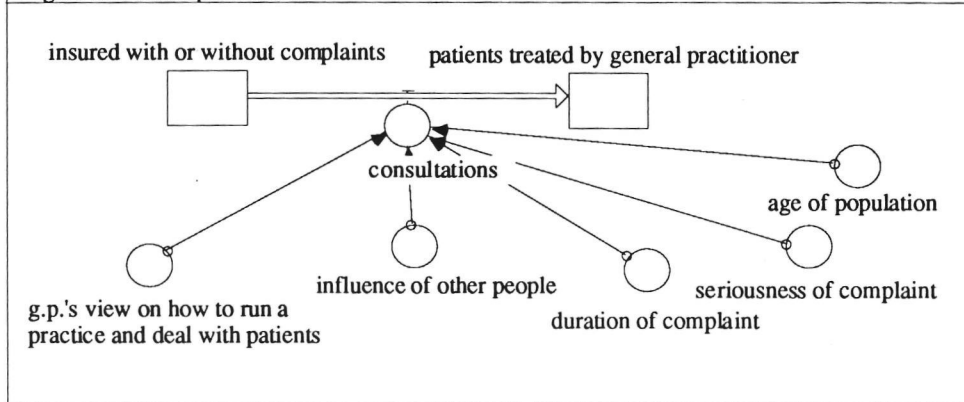 insured with or without complaints
patients treated by general practitioner
consultations
age of population
influence of other people
seriousness of complaint
g.p.'s view on how to run a
practice and deal with patients
duration of complaint